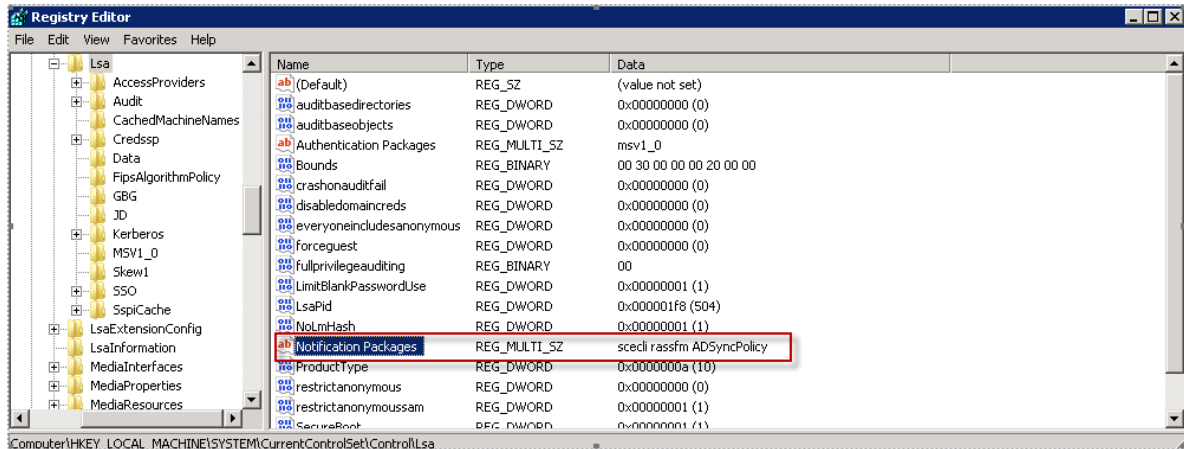 Registry Editor
File Edit View Favorites Help
Lsa
AccessProviders
Audit
CachedMachineNames
Credssp
Data
FipsAlgorithmPolicy
GBG
JD
Kerberos
MSV1_0
Skew1
SSO
SspiCache
LsaExtensionConfig
LsaInformation
MediaInterfaces
MediaProperties
MediaResources
Name Type Data
(Default) REG_SZ (value not set)
auditbasedirectories REG_DWORD 0x00000000 (0)
auditbaseobjects REG_DWORD 0x00000000 (0)
Authentication Packages REG_MULTI_SZ msv1_0
Bounds REG_BINARY 00 30 00 00 00 20 00 00
crashonauditfail REG_DWORD 0x00000000 (0)
disabledomaincreds REG_DWORD 0x00000000 (0)
everyoneincludesanonymous REG_DWORD 0x00000000 (0)
forceguest REG_DWORD 0x00000000 (0)
fullprivilegeauditing REG_BINARY 00
LimitBlankPasswordUse REG_DWORD 0x00000001 (1)
LsaPid REG_DWORD 0x000001f8 (504)
NoLmHash REG_DWORD 0x00000001 (1)
Notification Packages REG_MULTI_SZ scecli rassfm ADSyncPolicy
ProductType REG_DWORD 0x0000000a (10)
restrictanonymous REG_DWORD 0x00000000 (0)
restrictanonymoussam REG_DWORD 0x00000001 (1)
SecureBoot REG_DWORD 0x00000001 (1)
Computer\HKEY_LOCAL_MACHINE\SYSTEM\CurrentControlSet\Control\Lsa